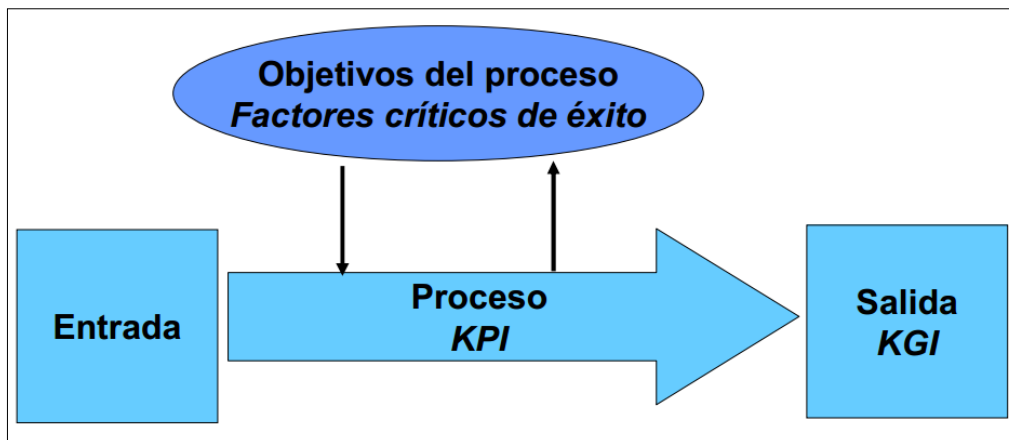 Objetivos del proceso
Factores críticos de éxito
Entrada
Proceso
KPI
Salida
KGI